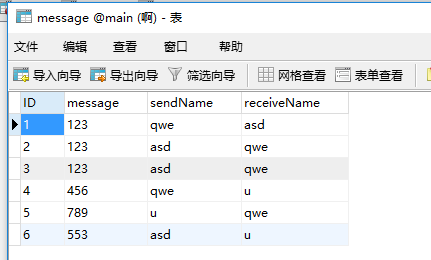 message @main (啊) - 表
文件 编辑 查看 窗口 帮助
导入向导 导出向导 筛选向导 网格查看 表单查看
ID message sendName receiveName
1 123 qwe asd
2 123 asd qwe
3 123 asd qwe
4 456 qwe u
5 789 u qwe
6 553 asd u